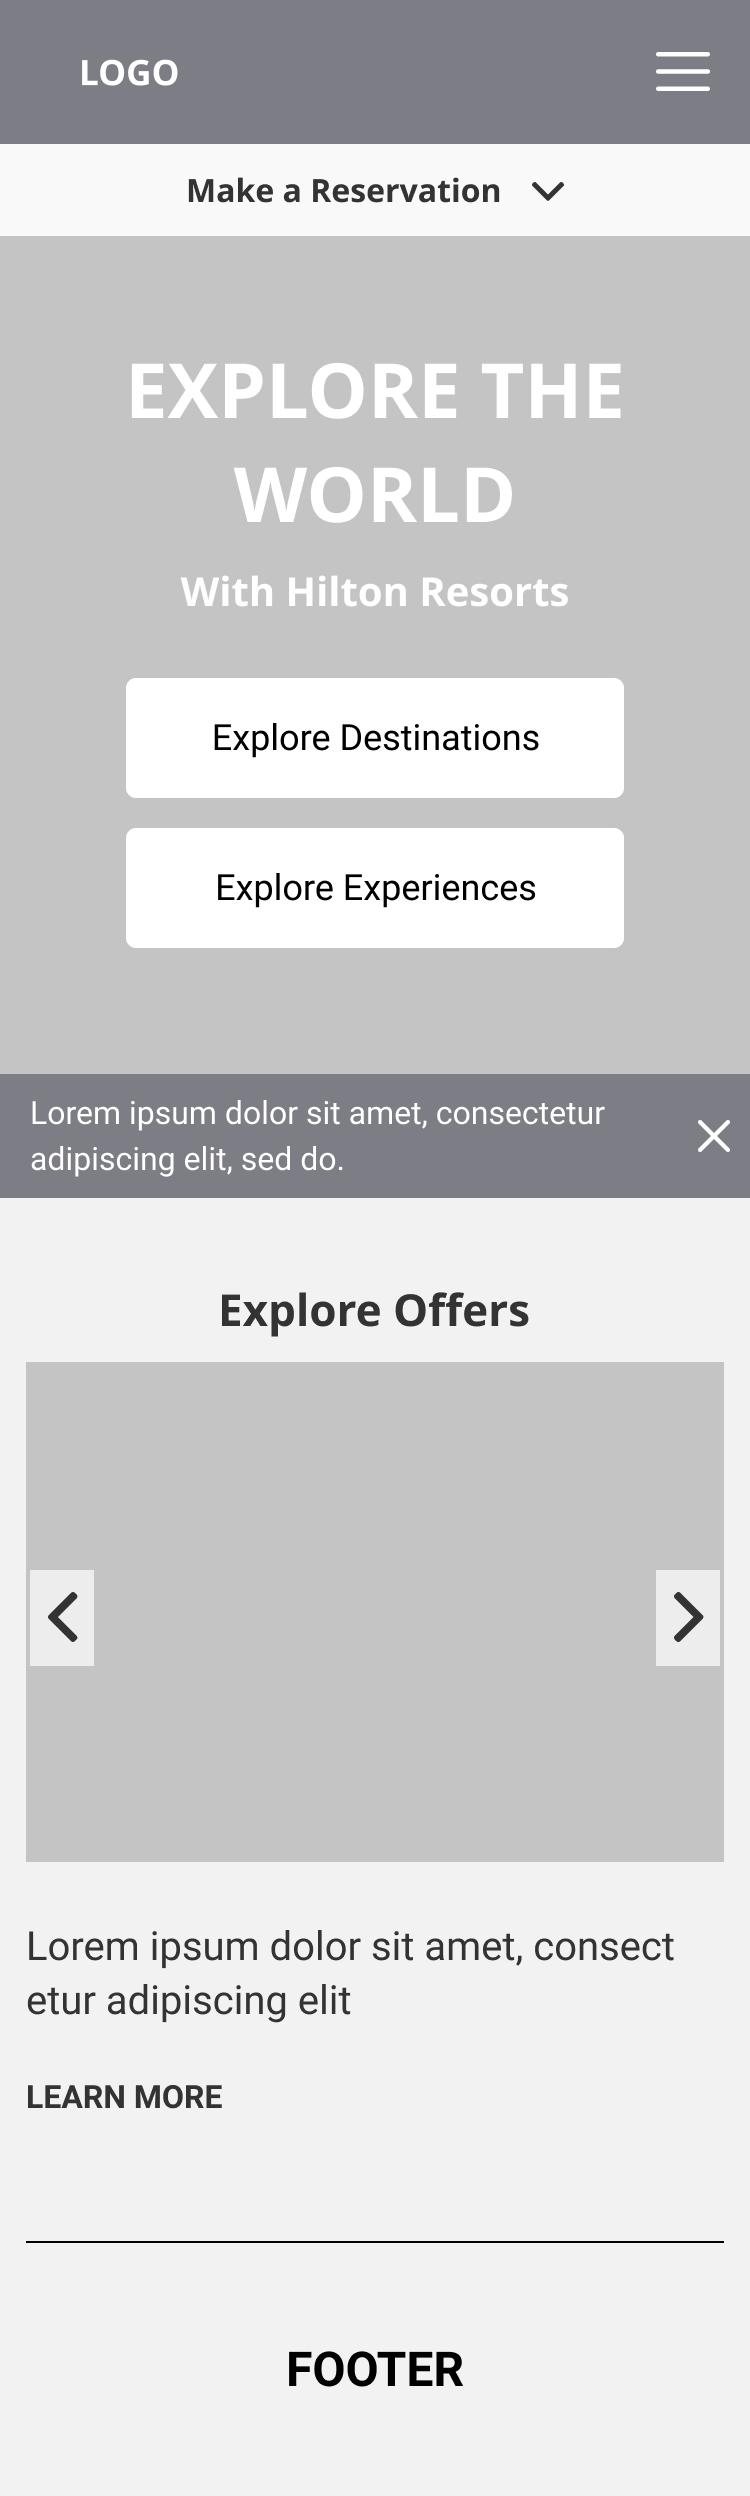 LOGO
Make a Reservation
EXPLORE THE
WORLD
With Hilton Resorts
Explore Destinations
Explore Experiences
Lorem ipsum dolor sit amet, consectetur
adipiscing elit, sed do.
Explore Offers
Lorem ipsum dolor sit amet, consect
etur adipiscing elit
LEARN MORE
FOOTER